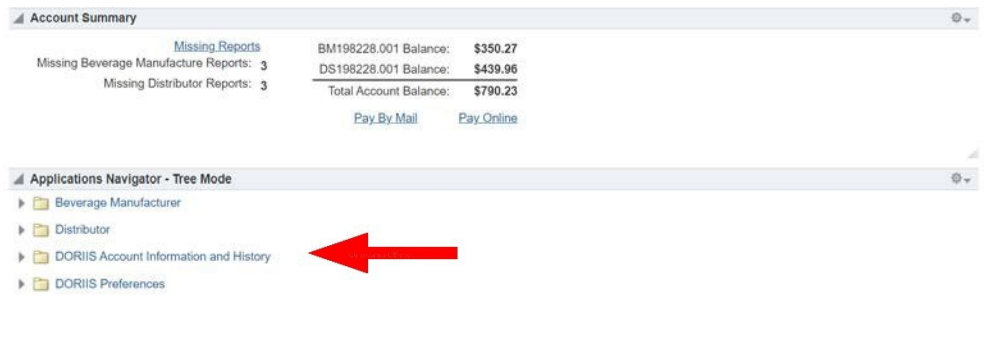 Account Summary
Missing Reports
Missing Beverage Manufacture Reports: 3
Missing Distributor Reports: 3
BM198228.001 Balance: $350.27
DS198228.001 Balance: $439.96
Total Account Balance: $790.23
Pay By Mail Pay Online
Applications Navigator - Tree Mode
Beverage Manufacturer
Distributor
DORIIS Account Information and History
DORIIS Preferences